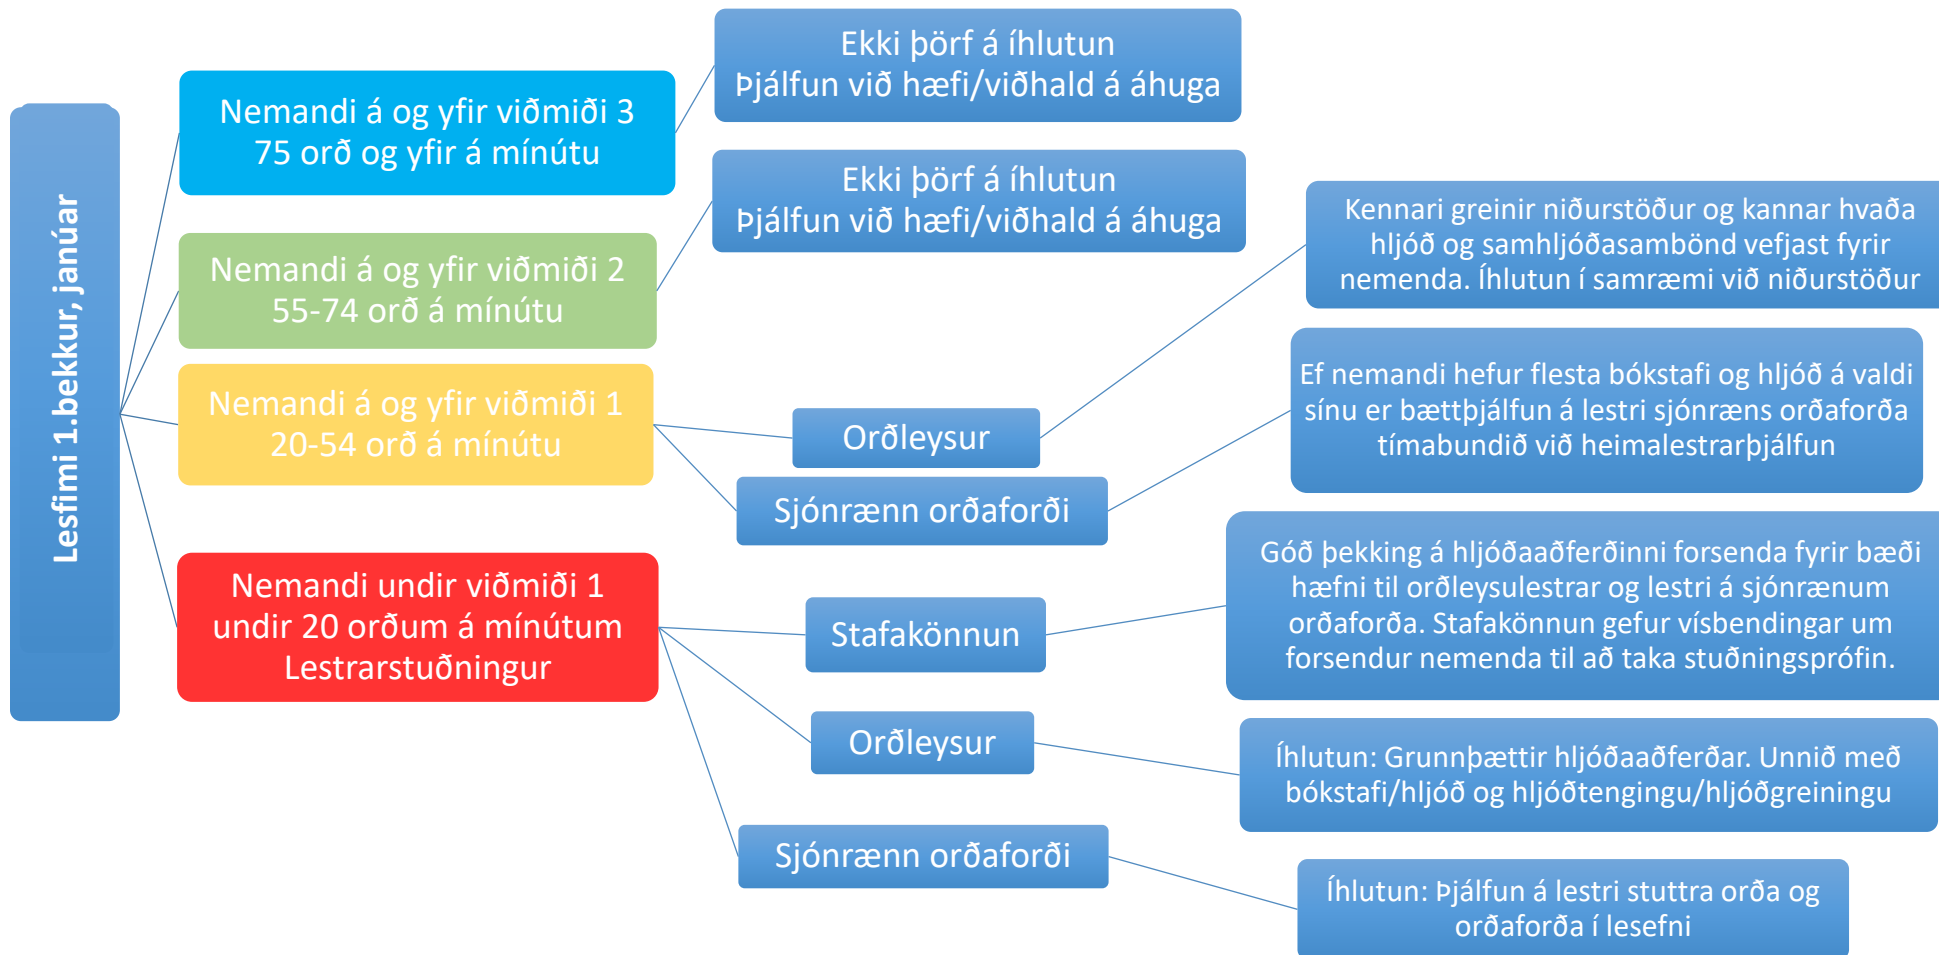 Lesfimi 1.bekkur, janúar
Nemandi á og yfir viðmiði 3
75 orð og yfir á mínútu
Ekki þörf á íhlutun
Þjálfun við hæfi/viðhald á áhuga
Nemandi á og yfir viðmiði 2
55-74 orð á mínútu
Ekki þörf á íhlutun
Þjálfun við hæfi/viðhald á áhuga
Nemandi á og yfir viðmiði 1
20-54 orð á mínútu
Orðleysur
Kennari greinir niðurstöður og kannar hvaða
hljóð og samhljóðasambönd vefjast fyrir
nemenda. Íhlutun í samræmi við niðurstöður
Sjónrænn orðaforði
Ef nemandi hefur flesta bókstafi og hljóð á valdi
sínu er bættþjálfun á lestri sjónræns orðaforða
tímabundið við heimalestrarþjálfun
Nemandi undir viðmiði 1
undir 20 orðum á mínútum
Lestrarstuðningur
Stafakönnun
Góð þekking á hljóðaaðferðinni forsenda fyrir bæði
hæfni til orðleysulestrar og lestri á sjónrænum
orðaforða. Stafakönnun gefur vísbendingar um
forsendur nemenda til að taka stuðningsprófin.
Orðleysur
Íhlutun: Grunnþættir hljóðaaðferðar. Unnið með
bókstafi/hljóð og hljóðtengingu/hljóðgreiningu
Sjónrænn orðaforði
Íhlutun: Þjálfun á lestri stuttra orða og
orðaforða í lesefni